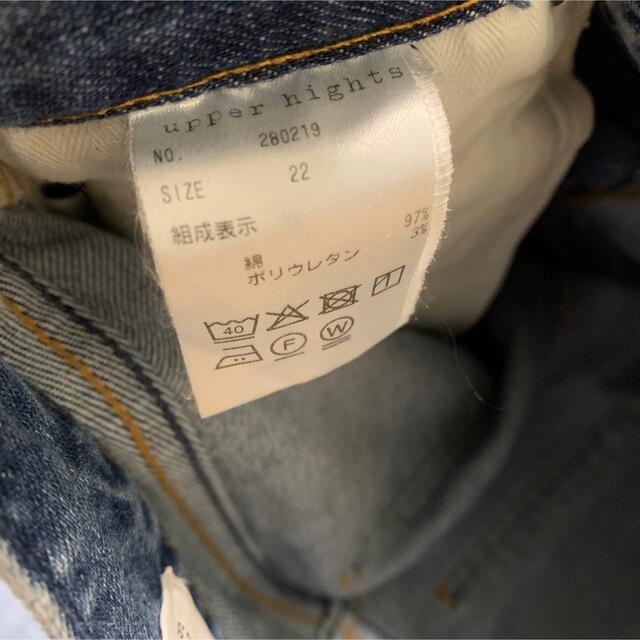 upper hights
NO. 280219
SIZE 22
組成表示
綿 97%
ポリウレタン 3%
40
F W